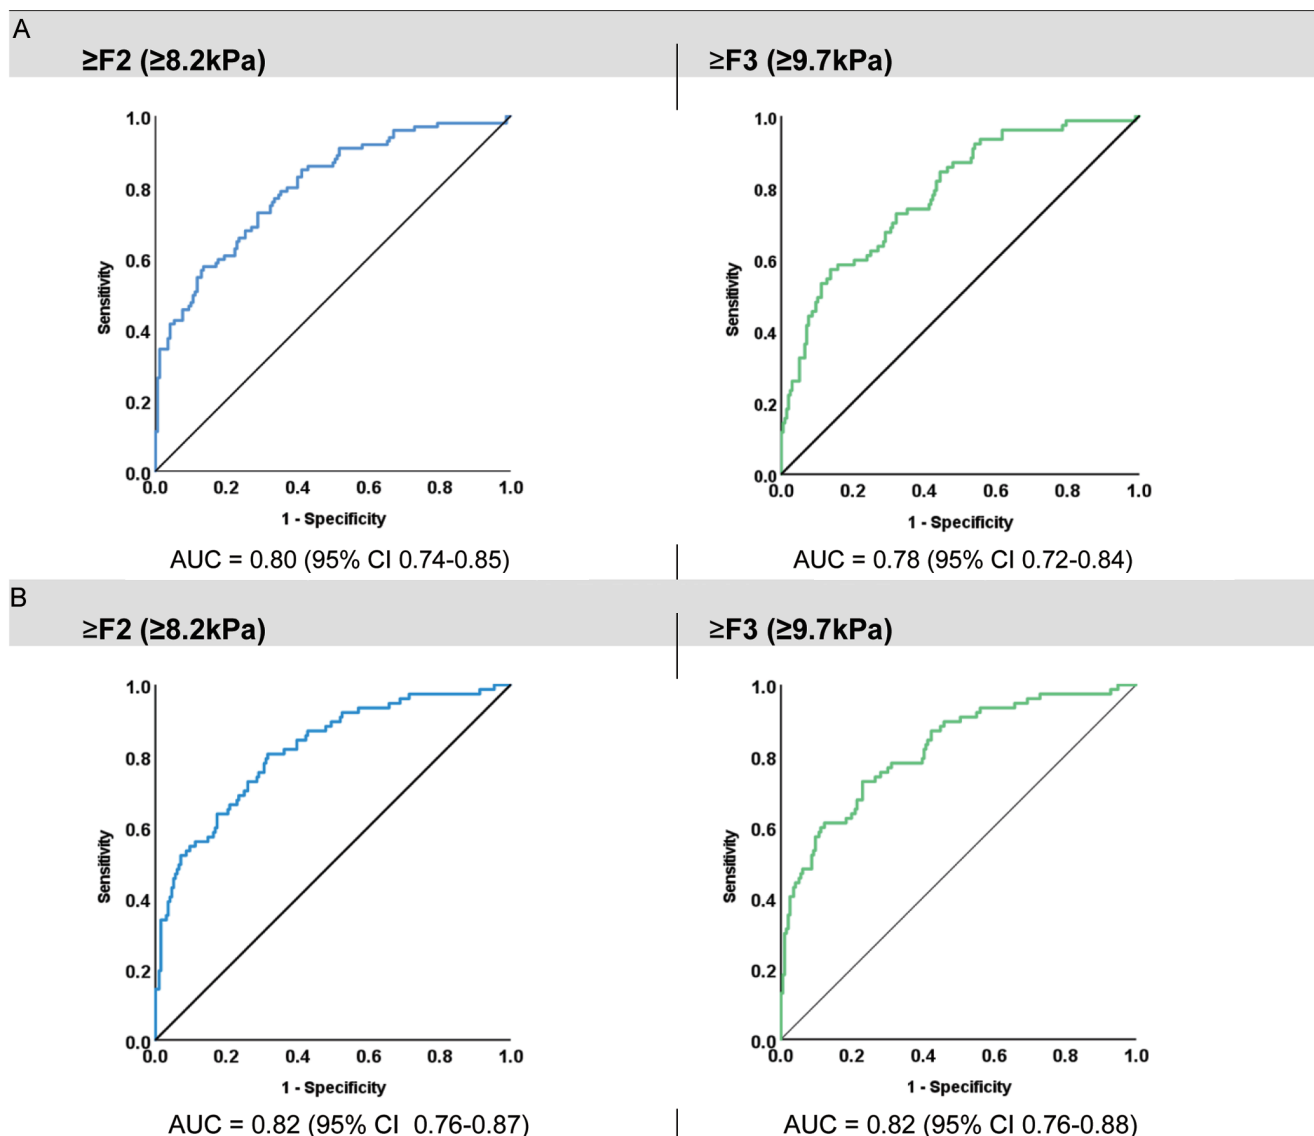 A
≥F2 (≥8.2kPa)
≥F3 (≥9.7kPa)
1.0
0.8
0.6
0.4
0.2
0.0
Sensitivity
0.0 0.2 0.4 0.6 0.8 1.0
1 - Specificity
AUC = 0.80 (95% CI 0.74-0.85)
1.0
0.8
0.6
0.4
0.2
0.0
Sensitivity
0.0 0.2 0.4 0.6 0.8 1.0
1 - Specificity
AUC = 0.78 (95% CI 0.72-0.84)
B
≥F2 (≥8.2kPa)
≥F3 (≥9.7kPa)
1.0
0.8
0.6
0.4
0.2
0.0
Sensitivity
0.0 0.2 0.4 0.6 0.8 1.0
1 - Specificity
AUC = 0.82 (95% CI 0.76-0.87)
1.0
0.8
0.6
0.4
0.2
0.0
Sensitivity
0.0 0.2 0.4 0.6 0.8 1.0
1 - Specificity
AUC = 0.82 (95% CI 0.76-0.88)